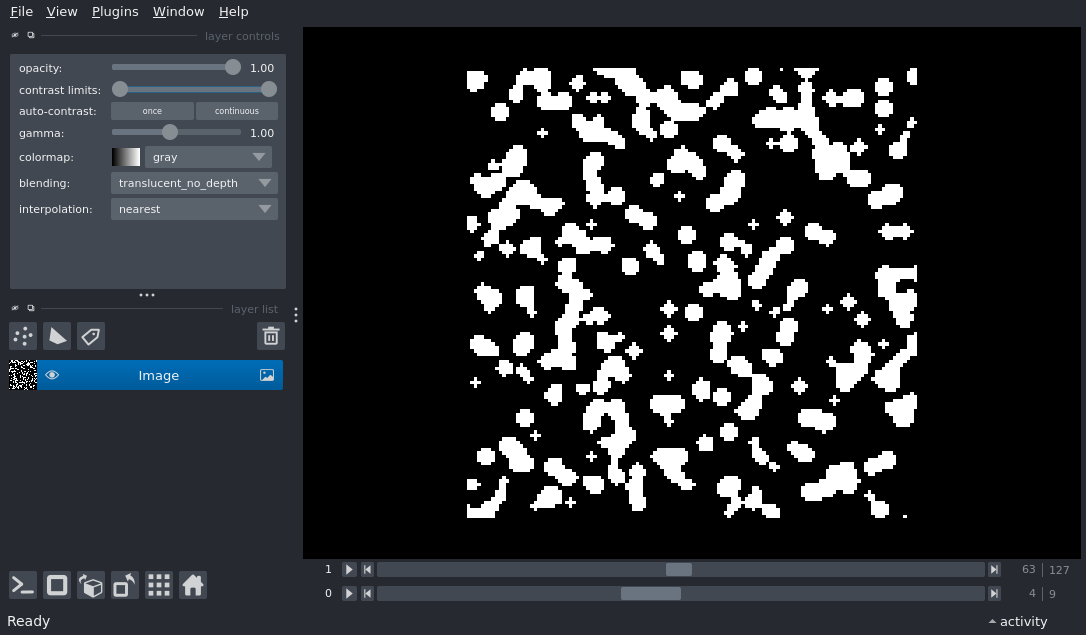 File View Plugins Window Help
layer controls
opacity: 1.00
contrast limits:
auto-contrast: once continuous
gamma: 1.00
colormap: gray
blending: translucent_no_depth
interpolation: nearest
layer list
Image
1 63 127
0 4 9
Ready activity